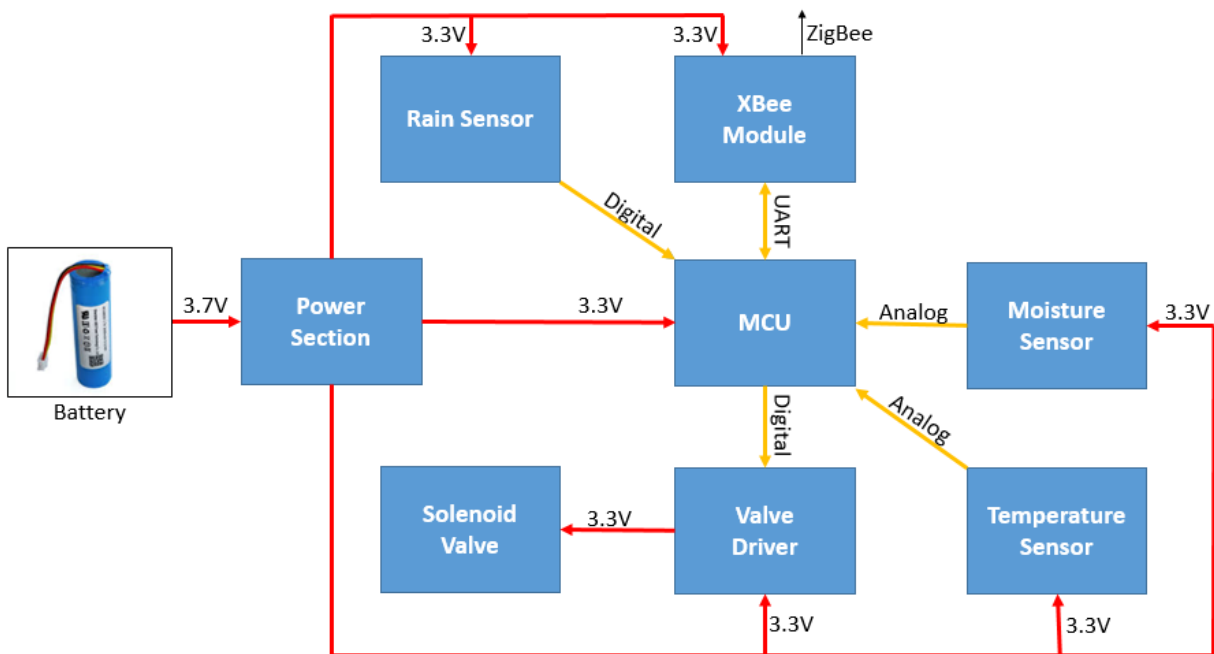 ZigBee
3.3V
3.3V
Rain Sensor
XBee
Module
Digital
UART
3.7V
Power
Section
3.3V
MCU
Analog
Moisture
Sensor
3.3V
Battery
Digital
Analog
Solenoid
Valve
3.3V
Valve
Driver
Temperature
Sensor
3.3V
3.3V